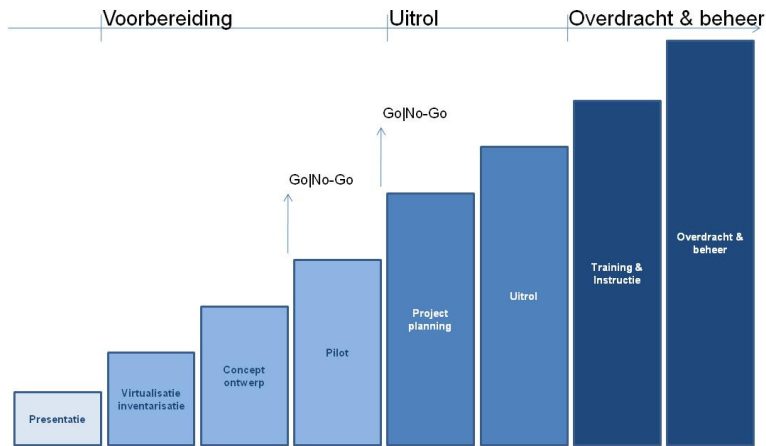 Voorbereiding
Uitrol
Overdracht & beheer
Go|No-Go
Go|No-Go
Presentatie
Virtualisatie
inventarisatie
Concept
ontwerp
Pilot
Project
planning
Uitrol
Training &
Instructie
Overdracht &
beheer